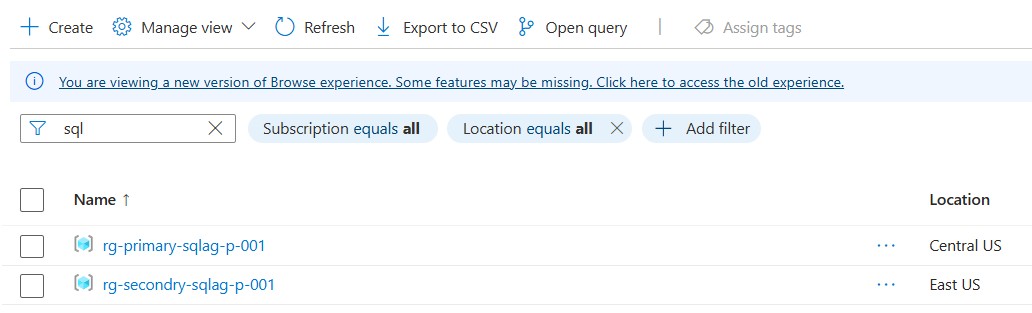 Create Manage view Refresh Export to CSV Open query | Assign tags
You are viewing a new version of Browse experience. Some features may be missing. Click here to access the old experience.
sql Subscription equals all Location equals all Add filter
Name ↑ Location
rg-primary-sqlag-p-001 ... Central US
rg-secondry-sqlag-p-001 ... East US